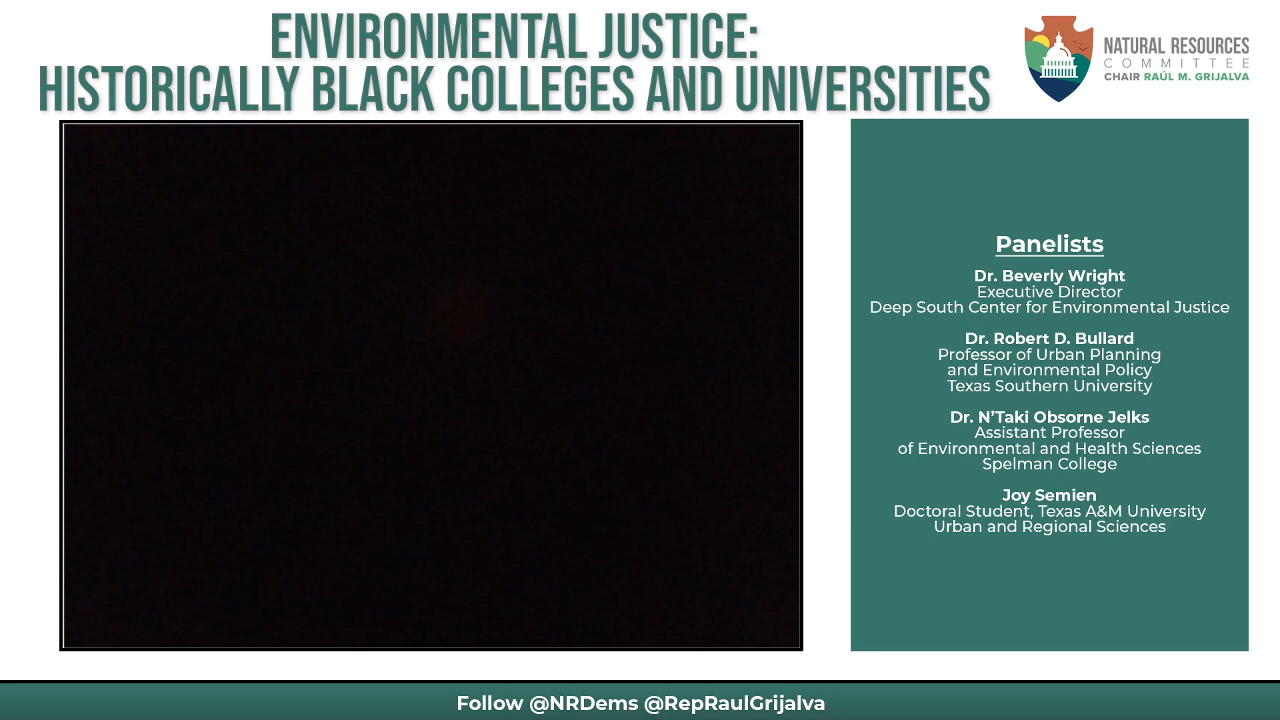 ENVIRONMENTAL JUSTICE:
HISTORICALLY BLACK COLLEGES AND UNIVERSITIES
NATURAL RESOURCES
COMMITTEE
CHAIR RAÚL M. GRIJALVA
Panelists
Dr. Beverly Wright
Executive Director
Deep South Center for Environmental Justice
Dr. Robert D. Bullard
Professor of Urban Planning
and Environmental Policy
Texas Southern University
Dr. N’Taki Obsorne Jelks
Assistant Professor
of Environmental and Health Sciences
Spelman College
Joy Semien
Doctoral Student, Texas A&M University
Urban and Regional Sciences
Follow @NRDems @RepRaulGrijalva